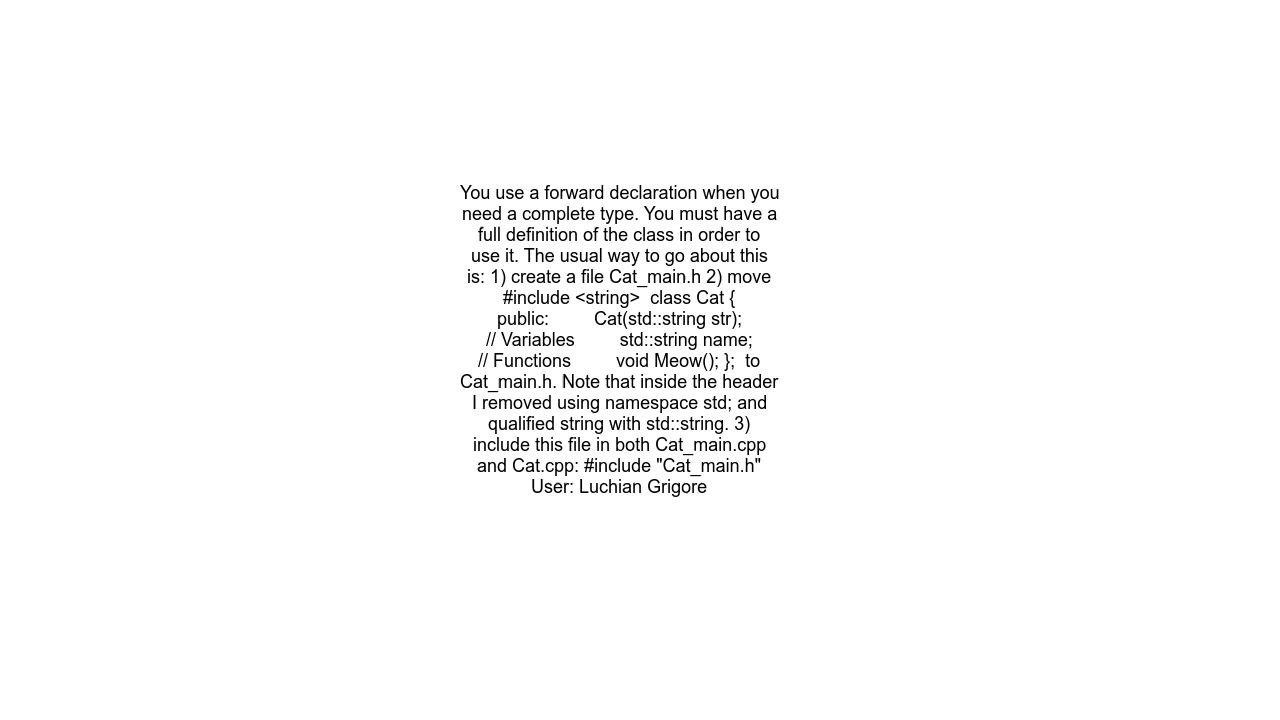 You use a forward declaration when you
need a complete type. You must have a
full definition of the class in order to
use it. The usual way to go about this
is: 1) create a file Cat_main.h 2) move
#include <string>  class Cat {
public:         Cat(std::string str);
// Variables         std::string name;
// Functions         void Meow(); };  to
Cat_main.h. Note that inside the header
I removed using namespace std; and
qualified string with std::string. 3)
include this file in both Cat_main.cpp
and Cat.cpp: #include "Cat_main.h"
User: Luchian Grigore